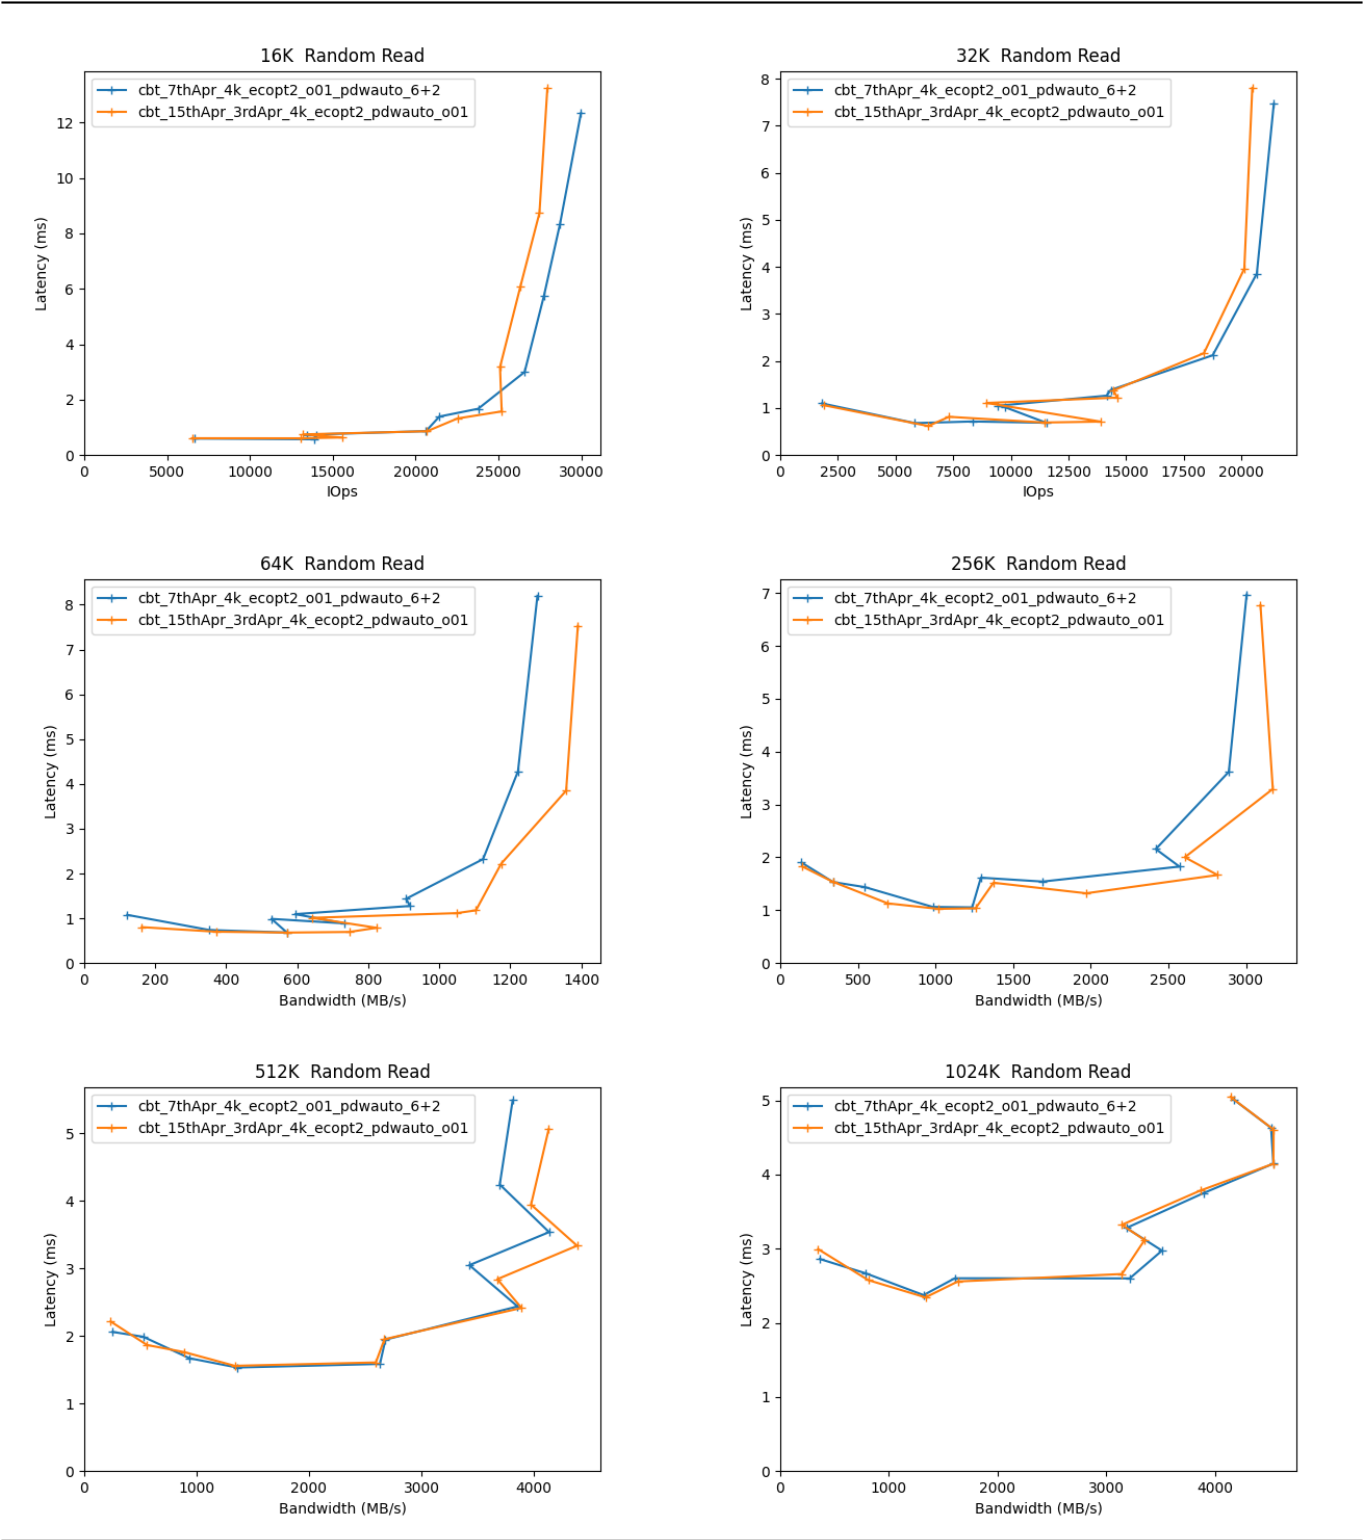 16K  Random Read
cbt_7thApr_4k_ecopt2_o01_pdwauto_6+2
cbt_15thApr_3rdApr_4k_ecopt2_pdwauto_o01
12
10
8
6
4
2
0
Latency (ms)
0 5000 10000 15000 20000 25000 30000
IOps
32K  Random Read
cbt_7thApr_4k_ecopt2_o01_pdwauto_6+2
cbt_15thApr_3rdApr_4k_ecopt2_pdwauto_o01
8
7
6
5
4
3
2
1
0
Latency (ms)
0 2500 5000 7500 10000 12500 15000 17500 20000
IOps
64K  Random Read
cbt_7thApr_4k_ecopt2_o01_pdwauto_6+2
cbt_15thApr_3rdApr_4k_ecopt2_pdwauto_o01
8
7
6
5
4
3
2
1
0
Latency (ms)
0 200 400 600 800 1000 1200 1400
Bandwidth (MB/s)
256K  Random Read
cbt_7thApr_4k_ecopt2_o01_pdwauto_6+2
cbt_15thApr_3rdApr_4k_ecopt2_pdwauto_o01
7
6
5
4
3
2
1
0
Latency (ms)
0 500 1000 1500 2000 2500 3000
Bandwidth (MB/s)
512K  Random Read
cbt_7thApr_4k_ecopt2_o01_pdwauto_6+2
cbt_15thApr_3rdApr_4k_ecopt2_pdwauto_o01
5
4
3
2
1
0
Latency (ms)
0 1000 2000 3000 4000
Bandwidth (MB/s)
1024K  Random Read
cbt_7thApr_4k_ecopt2_o01_pdwauto_6+2
cbt_15thApr_3rdApr_4k_ecopt2_pdwauto_o01
5
4
3
2
1
0
Latency (ms)
0 1000 2000 3000 4000
Bandwidth (MB/s)